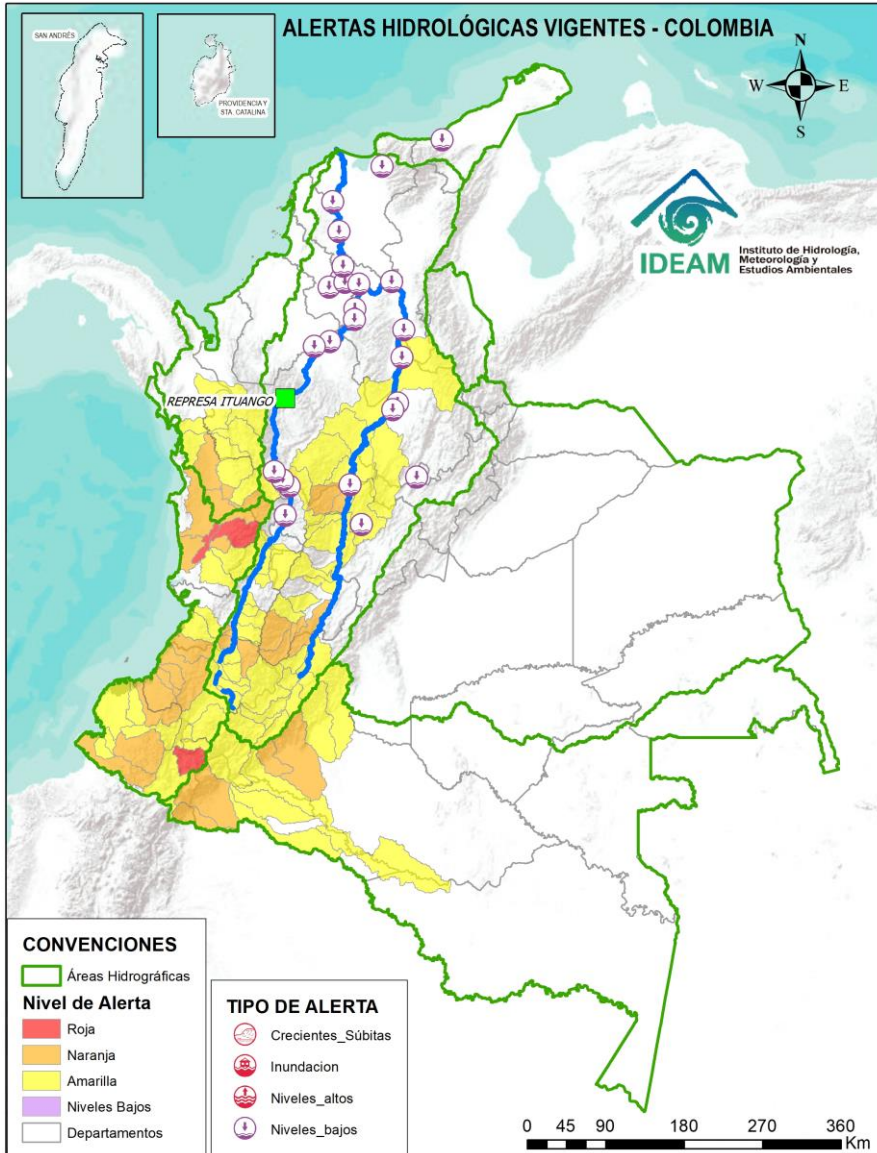 SAN ANDRÉS
PROVIDENCIA Y
STA. CATALINA
ALERTAS HIDROLÓGICAS VIGENTES - COLOMBIA
N
W
E
S
IDEAM
Instituto de Hidrología,
Meteorología y
Estudios Ambientales
REPRESA ITUANGO
CONVENCIONES
Áreas Hidrográficas
Nivel de Alerta
Roja
Naranja
Amarilla
Niveles Bajos
Departamentos
TIPO DE ALERTA
Crecientes_Súbitas
Inundacion
Niveles_altos
Niveles_bajos
0 45 90 180 270 360
Km